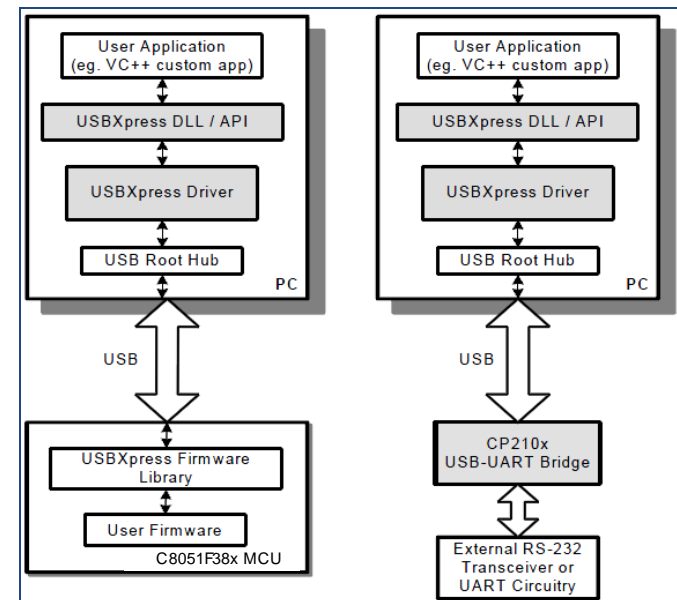 User Application
(eg. VC++ custom app)
USBXpress DLL / API
USBXpress Driver
USB Root Hub
PC
USB
USBXpress Firmware
Library
User Firmware
C8051F38x MCU
User Application
(eg. VC++ custom app)
USBXpress DLL / API
USBXpress Driver
USB Root Hub
PC
USB
CP210x
USB-UART Bridge
External RS-232
Transceiver or
UART Circuitry